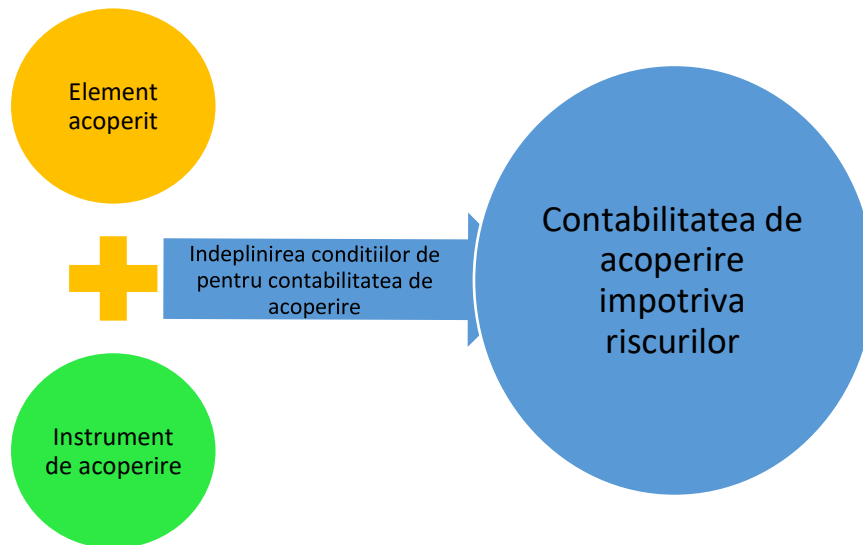 Element
acoperit
Indeplinirea conditiilor de
pentru contabilitatea de
acoperire
Contabilitatea de
acoperire
impotriva
riscurilor
Instrument
de acoperire